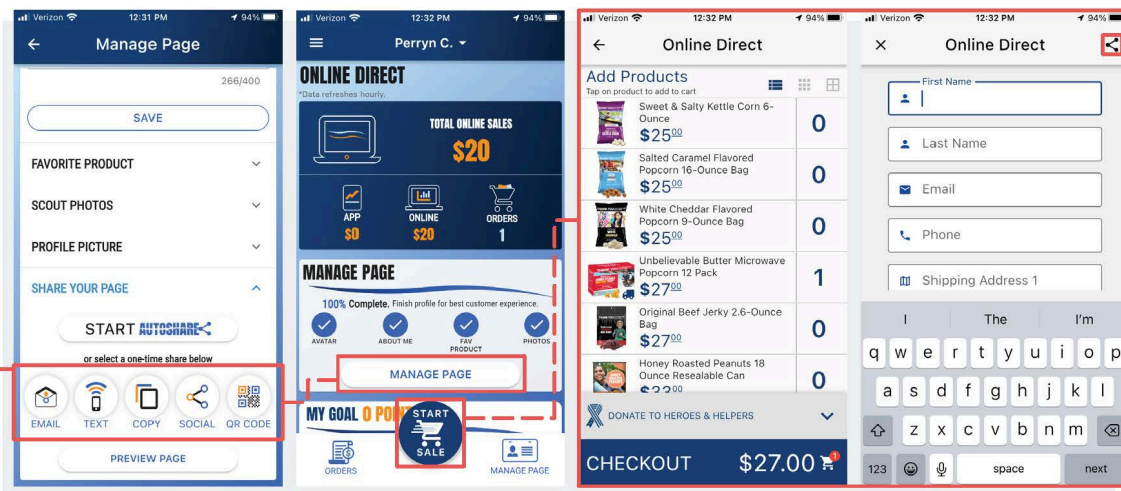 Verizon 12:31 PM 94%
Manage Page
266/400
SAVE
FAVORITE PRODUCT
SCOUT PHOTOS
PROFILE PICTURE
SHARE YOUR PAGE
START AUTOSHARE
or select a one-time share below
EMAIL TEXT COPY SOCIAL QR CODE
PREVIEW PAGE
Verizon 12:32 PM 94%
Perryn C.
ONLINE DIRECT
*Data refreshes hourly.
TOTAL ONLINE SALES
$20
APP ONLINE ORDERS
$0 $20 1
MANAGE PAGE
100% Complete. Finish profile for best customer experience.
AVATAR ABOUT ME FAV PRODUCT PHOTOS
MANAGE PAGE
MY GOAL 0 POIN
START
SALE
ORDERS MANAGE PAGE
Verizon 12:32 PM 94%
Online Direct
Add Products
Tap on product to add to cart
Sweet & Salty Kettle Corn 6-
Ounce
$25.00 0
Salted Caramel Flavored
Popcorn 16-Ounce Bag
$25.00 0
White Cheddar Flavored
Popcorn 9-Ounce Bag
$25.00 0
Unbelievable Butter Microwave
Popcorn 12 Pack
$27.00 1
Original Beef Jerky 2.6-Ounce
Bag
$27.00 0
Honey Roasted Peanuts 18
Ounce Resealable Can
$33.00 0
DONATE TO HEROES & HELPERS
CHECKOUT $27.00 1
Verizon 12:32 PM 94%
Online Direct
First Name
Last Name
Email
Phone
Shipping Address 1
I The I'm
q w e r t y u i o p
a s d f g h j k l
z x c v b n m
123 space next